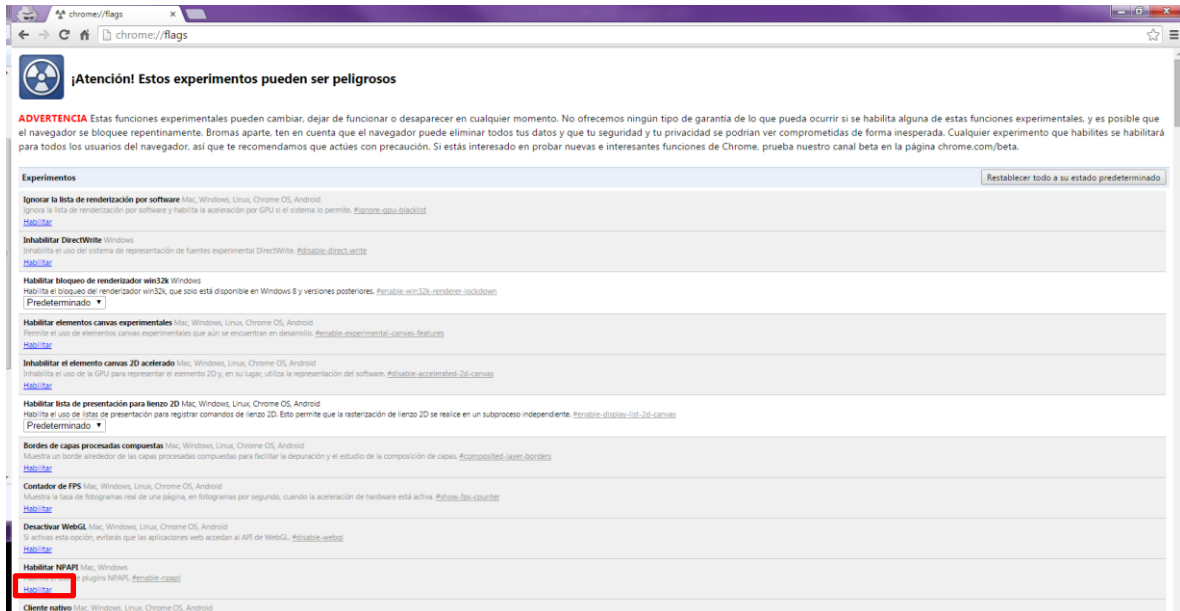 chrome://flags
chrome://flags
¡Atención! Estos experimentos pueden ser peligrosos
ADVERTENCIA Estas funciones experimentales pueden cambiar, dejar de funcionar o desaparecer en cualquier momento. No ofrecemos ningún tipo de garantía de lo que pueda ocurrir si se habilita alguna de estas funciones experimentales, y es posible que
el navegador se bloquee repentinamente. Bromas aparte, ten en cuenta que el navegador puede eliminar todos tus datos y que tu seguridad y tu privacidad se podrían ver comprometidas de forma inesperada. Cualquier experimento que habilites se habilitará
para todos los usuarios del navegador, así que te recomendamos que actúes con precaución. Si estás interesado en probar nuevas e interesantes funciones de Chrome, prueba nuestro canal beta en la página chrome.com/beta.
Experimentos Restablecer todo a su estado predeterminado
Ignorar la lista de renderización por software Mac, Windows, Linux, Chrome OS, Android
Ignora la lista de renderización por software y habilita la aceleración por GPU si el sistema lo permite. #ignore-gpu-blacklist
Habilitar
Inhabilitar DirectWrite Windows
Inhabilita el uso del sistema de representación de fuentes experimental DirectWrite. #disable-direct-write
Habilitar
Habilitar bloqueo de renderizador win32k Windows
Habilita el bloqueo del renderizador win32k, que solo está disponible en Windows 8 y versiones posteriores. #enable-win32k-renderer-lockdown
Predeterminado
Habilitar elementos canvas experimentales Mac, Windows, Linux, Chrome OS, Android
Permite el uso de elementos canvas experimentales que aún se encuentran en desarrollo. #enable-experimental-canvas-features
Habilitar
Inhabilitar el elemento canvas 2D acelerado Mac, Windows, Linux, Chrome OS, Android
Inhabilita el uso de la GPU para representar el elemento 2D y, en su lugar, utiliza la representación del software. #disable-accelerated-2d-canvas
Habilitar
Habilitar lista de presentación para lienzo 2D Mac, Windows, Linux, Chrome OS, Android
Habilita el uso de listas de presentación para registrar comandos de lienzo 2D. Esto permite que la rasterización de lienzo 2D se realice en un subproceso independiente. #enable-display-list-2d-canvas
Predeterminado
Bordes de capas procesadas compuestas Mac, Windows, Linux, Chrome OS, Android
Muestra un borde alrededor de las capas procesadas compuestas para facilitar la depuración y el estudio de la composición de capas. #composited-layer-borders
Habilitar
Contador de FPS Mac, Windows, Linux, Chrome OS, Android
Muestra la tasa de fotogramas real de una página, en fotogramas por segundo, cuando la aceleración de hardware está activa. #show-fps-counter
Habilitar
Desactivar WebGL Mac, Windows, Linux, Chrome OS, Android
Si activas esta opción, evitarás que las aplicaciones web accedan al API de WebGL. #disable-webgl
Habilitar
Habilitar NPAPI Mac, Windows
plugins NPAPI. #enable-npapi
Habilitar
Cliente nativo Mac, Windows, Linux, Chrome OS, Android